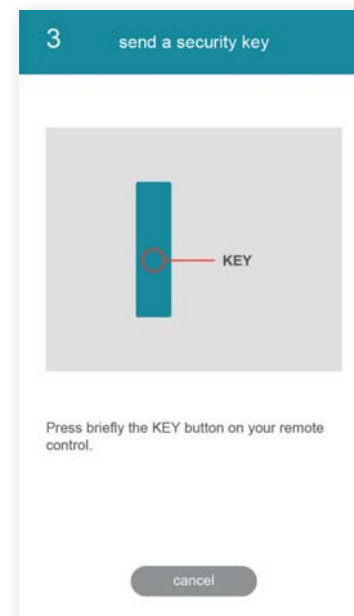 3 send a security key
KEY
Press briefly the KEY button on your remote
control.
cancel